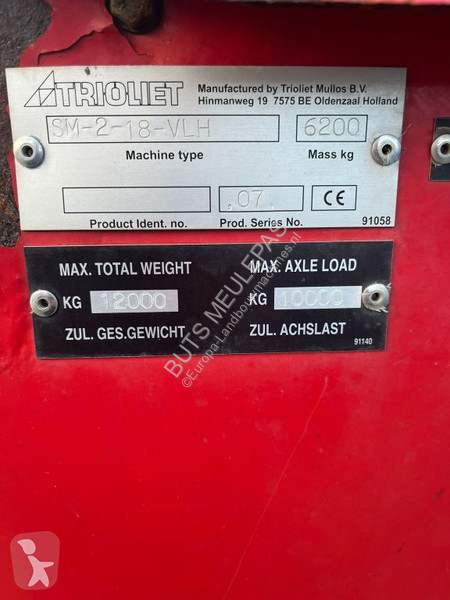 TRIOLIET
Manufactured by Trioliet Mullos B.V.
Hinmanweg 19 7575 BE Oldenzaal Holland
SM-2-18-VLH
6200
Machine type
Mass kg
.07.
CE
Product Ident. no.
Prod. Series No.
91058
MAX. TOTAL WEIGHT
MAX. AXLE LOAD
KG 12000
KG 10000
ZUL. GES.GEWICHT
ZUL. ACHSLAST
91140
BUTS MEULEPAS
©Europa-Landbouwmachines.nl